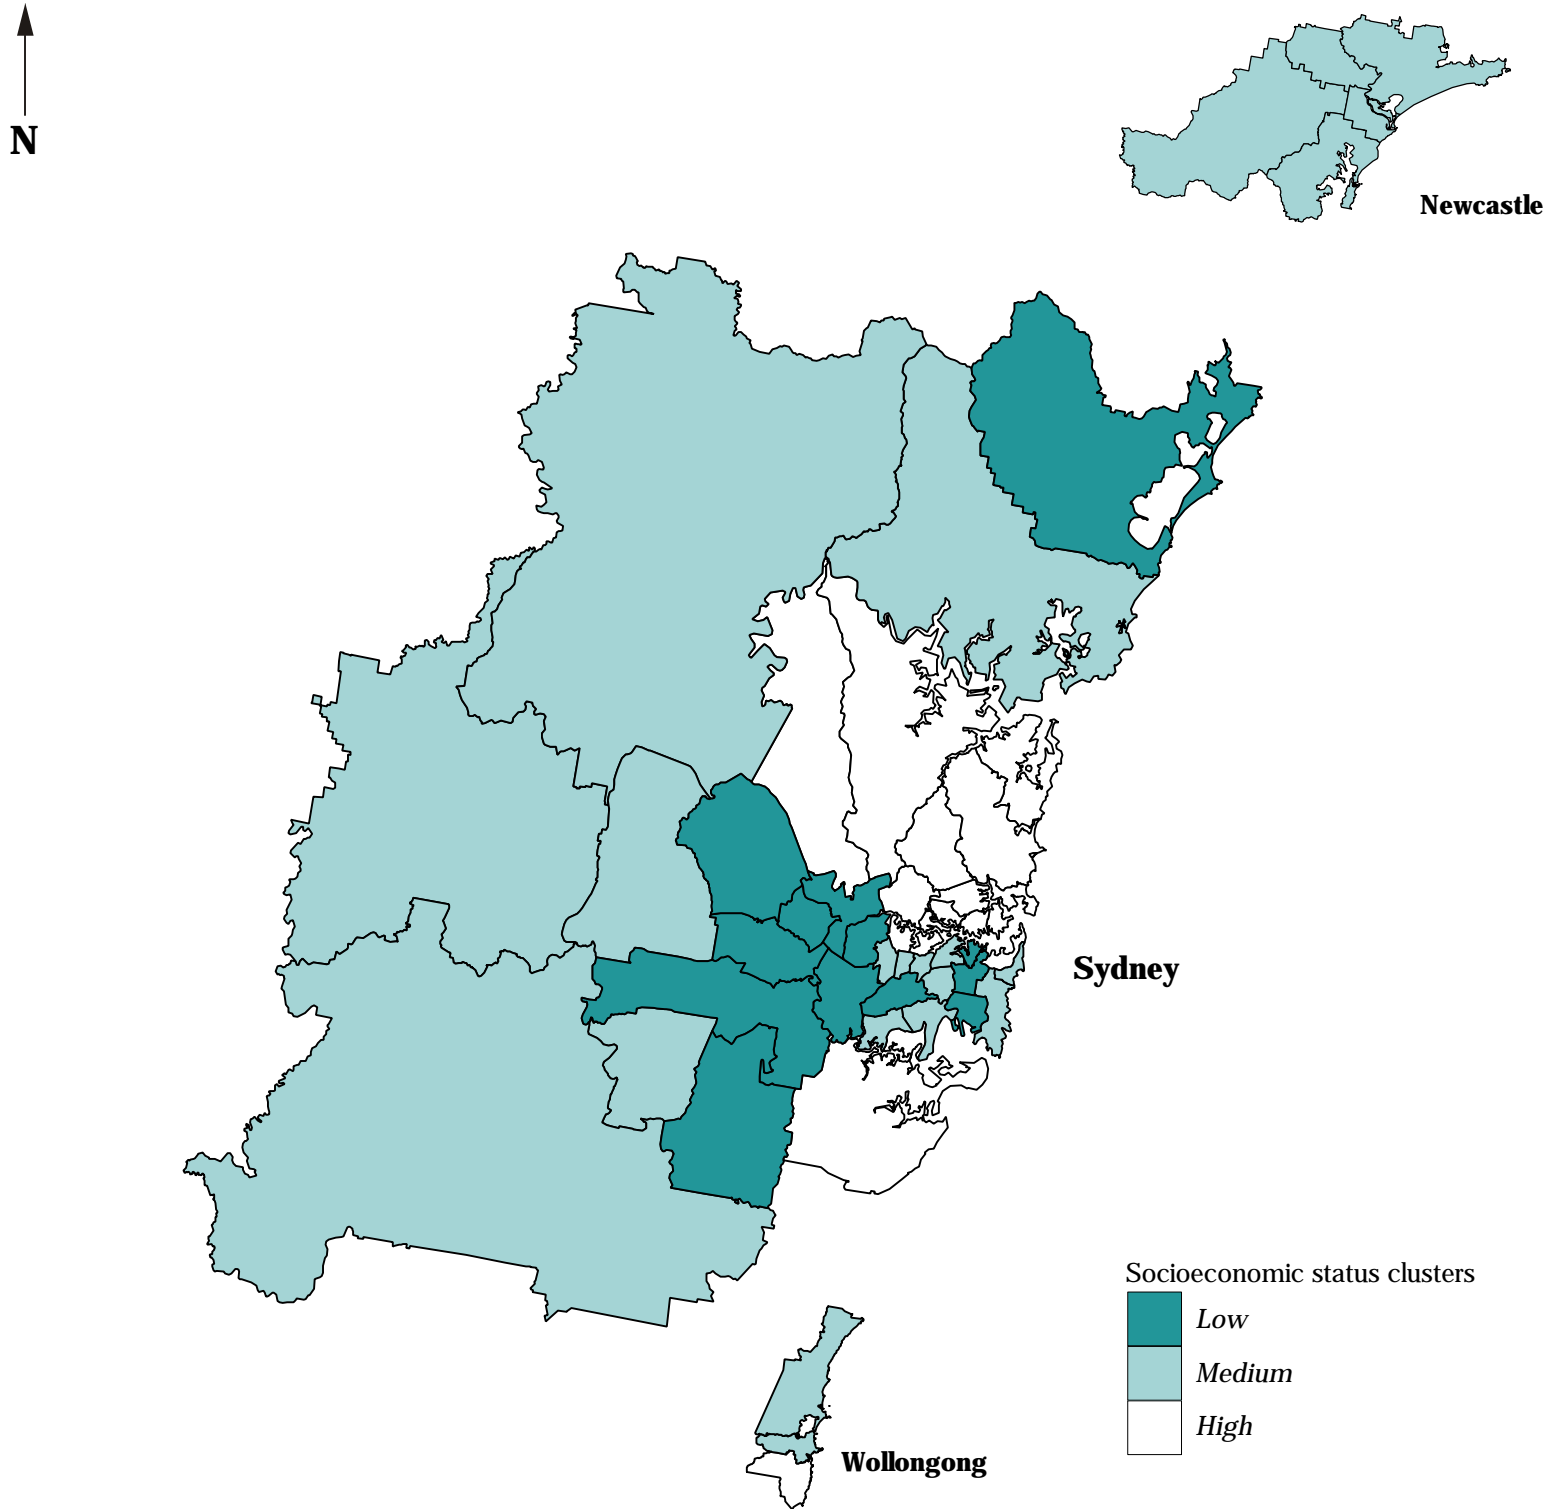 N
Newcastle
Sydney
Socioeconomic status clusters
Low
Medium
High
Wollongong